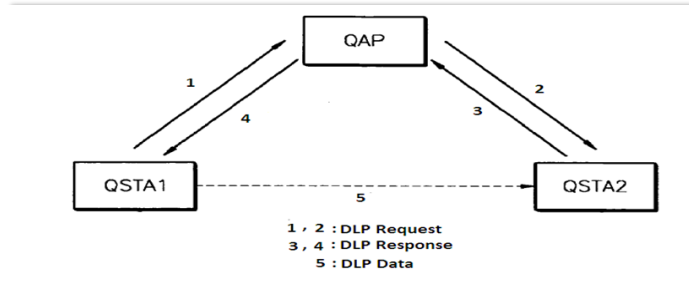 QAP
1
2
4
3
QSTA1
QSTA2
5
1 , 2 : DLP Request
3, 4 : DLP Response
5 : DLP Data